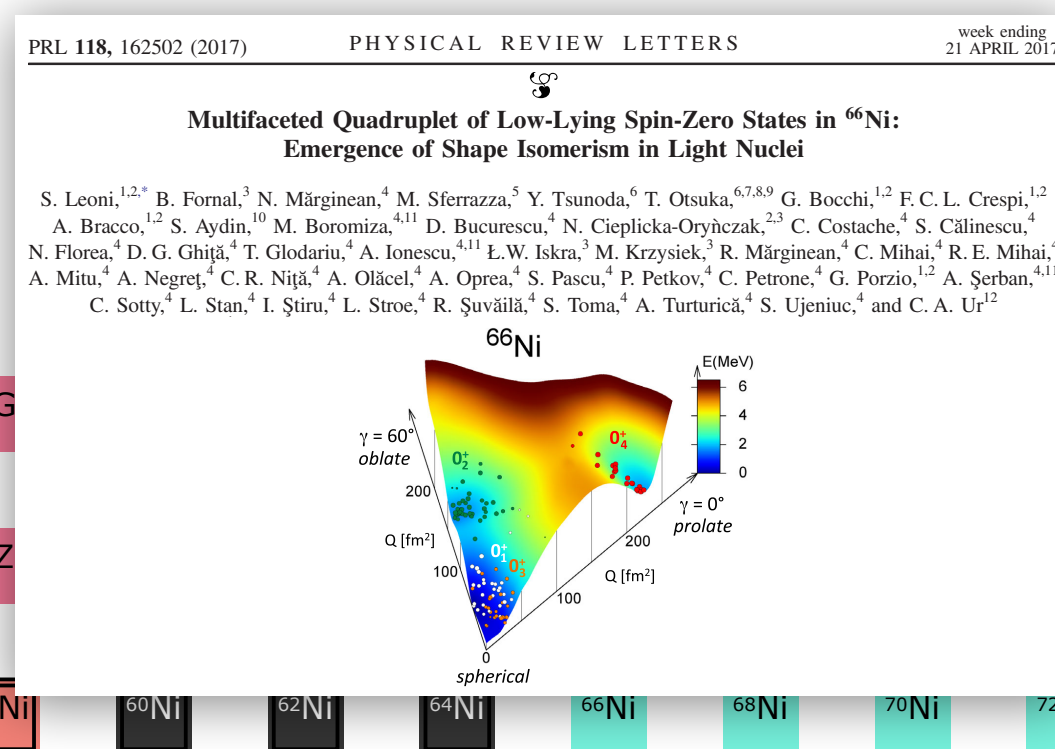 PRL 118, 162502 (2017) PHYSICAL REVIEW LETTERS week ending 21 APRIL 2017
Multifaceted Quadruplet of Low-Lying Spin-Zero States in ⁶⁶Ni:
Emergence of Shape Isomerism in Light Nuclei
S. Leoni,¹,²,* B. Fornal,³ N. Mărginean,⁴ M. Sferrazza,⁵ Y. Tsunoda,⁶ T. Otsuka,⁶,⁷,⁸,⁹ G. Bocchi,¹,² F. C. L. Crespi,¹,²
A. Bracco,¹,² S. Aydin,¹⁰ M. Boromiza,⁴,¹¹ D. Bucurescu,⁴ N. Cieplicka-Oryǹczak,²,³ C. Costache,⁴ S. Călinescu,⁴
N. Florea,⁴ D. G. Ghiţă,⁴ T. Glodariu,⁴ A. Ionescu,⁴,¹¹ Ł.W. Iskra,³ M. Krzysiek,³ R. Mărginean,⁴ C. Mihai,⁴ R. E. Mihai,⁴
A. Mitu,⁴ A. Negreţ,⁴ C. R. Niţă,⁴ A. Olăcel,⁴ A. Oprea,⁴ S. Pascu,⁴ P. Petkov,⁴ C. Petrone,⁴ G. Porzio,¹,² A. Şerban,⁴,¹¹
C. Sotty,⁴ L. Stan,⁴ I. Ştiru,⁴ L. Stroe,⁴ R. Şuvăilă,⁴ S. Toma,⁴ A. Turturică,⁴ S. Ujeniuc,⁴ and C. A. Ur¹²
⁶⁶Ni
E(MeV)
6
4
2
0
γ = 60°
oblate
0₂⁺
0₄⁺
200
γ = 0°
prolate
Q [fm²]
0₁⁺
0₃⁺
200
100
Q [fm²]
100
0
spherical
G
Z
Ni ⁶⁰Ni ⁶²Ni ⁶⁴Ni ⁶⁶Ni ⁶⁸Ni ⁷⁰Ni 72